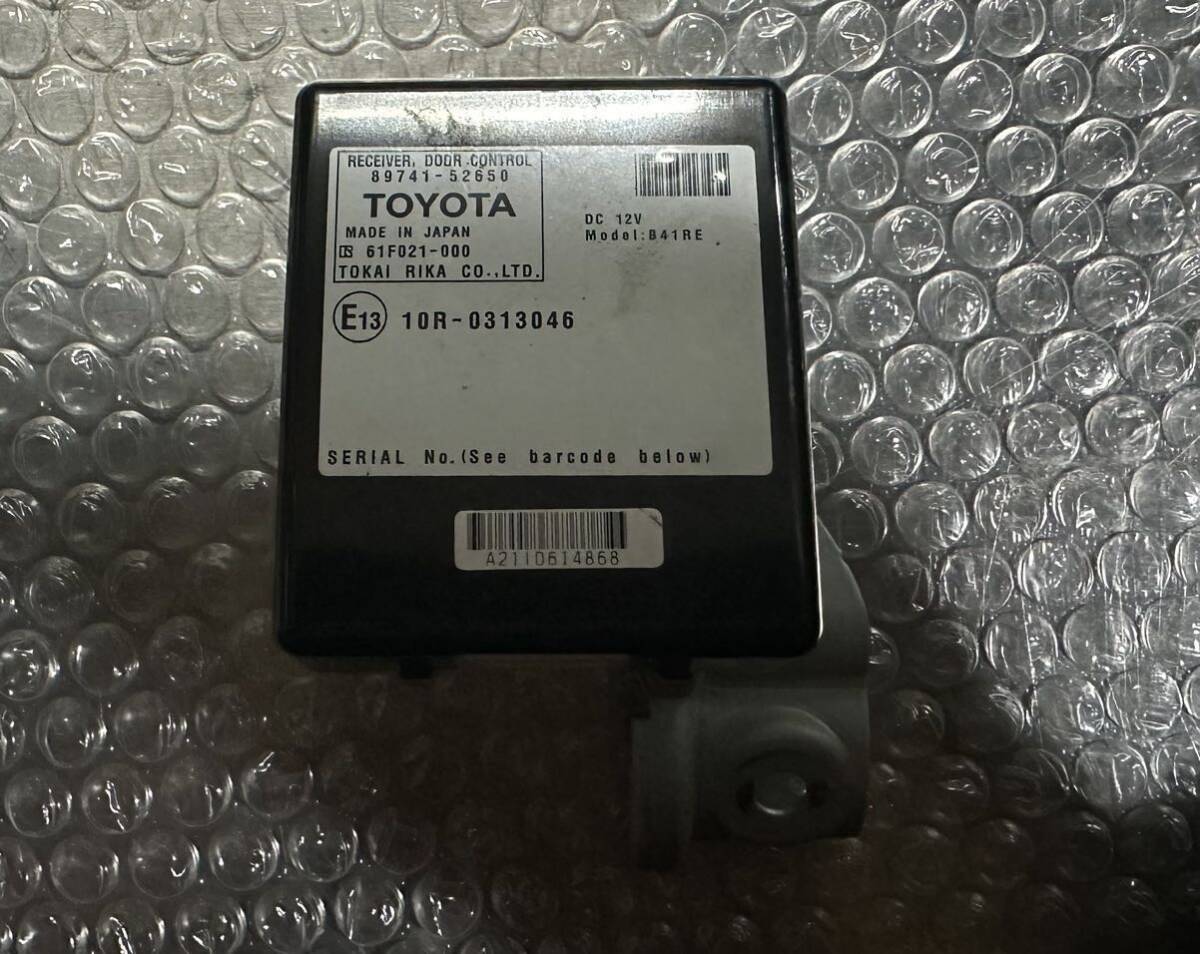 RECEIVER, DOOR CONTROL
89741-52650
TOYOTA
MADE IN JAPAN
61F021-000
TOKAI RIKA CO.,LTD.
DC 12V
Model:B41RE
E13 10R-0313046
SERIAL No.(See barcode below)
A211D614868